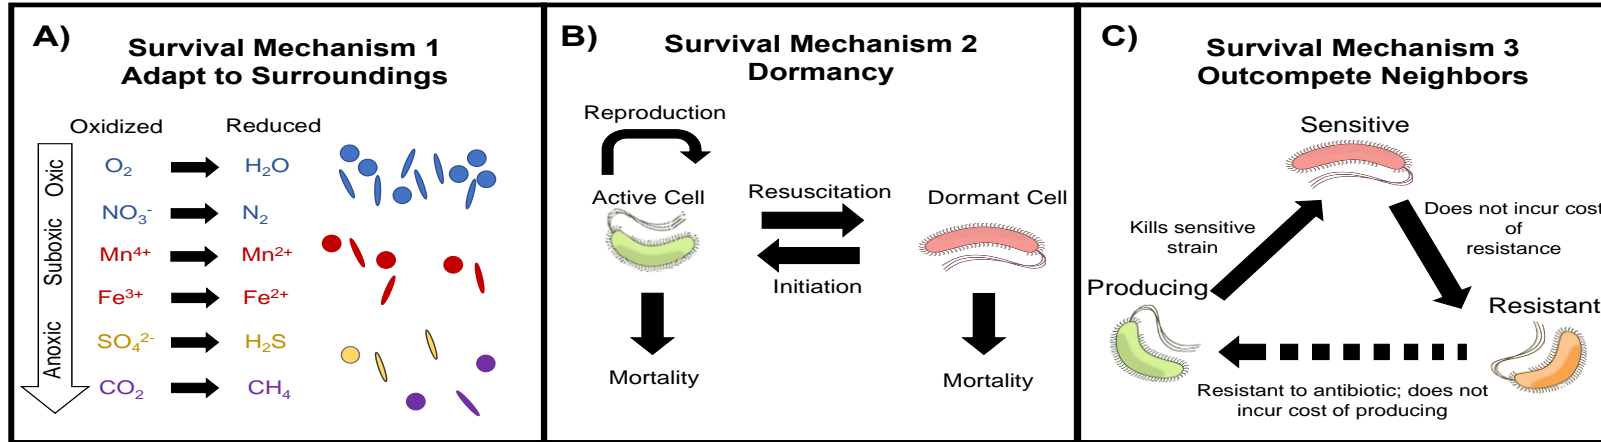 A)
Survival Mechanism 1
Adapt to Surroundings
Oxidized
Reduced
Oxic
Suboxic
Anoxic
O₂
H₂O
NO₃⁻
N₂
Mn⁴⁺
Mn²⁺
Fe³⁺
Fe²⁺
SO₄²⁻
H₂S
CO₂
CH₄
B)
Survival Mechanism 2
Dormancy
Reproduction
Active Cell
Resuscitation
Dormant Cell
Initiation
Mortality
Mortality
C)
Survival Mechanism 3
Outcompete Neighbors
Sensitive
Kills sensitive
strain
Does not incur cost
of
resistance
Producing
Resistant
Resistant to antibiotic; does not
incur cost of producing